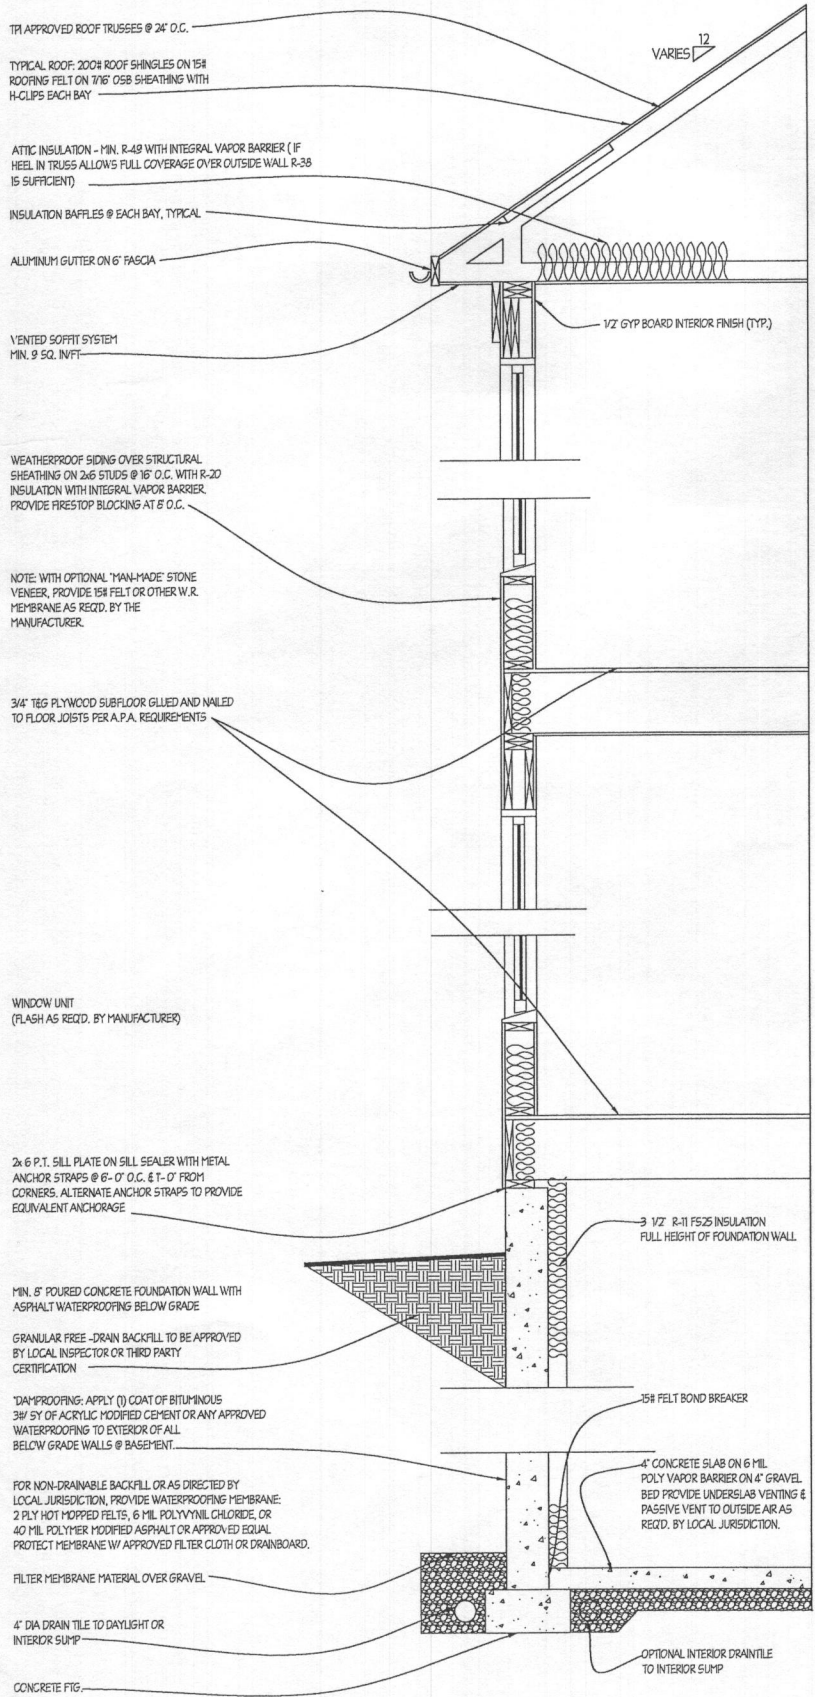 TPI APPROVED ROOF TRUSSES @ 24" O.C.
12
VARIES
TYPICAL ROOF: 200# ROOF SHINGLES ON 15#
ROOFING FELT ON 7/16" OSB SHEATHING WITH
H-CLIPS EACH BAY
ATTIC INSULATION - MIN. R-49 WITH INTEGRAL VAPOR BARRIER ( IF
HEEL IN TRUSS ALLOWS FULL COVERAGE OVER OUTSIDE WALL R-38
IS SUFFICIENT)
INSULATION BAFFLES @ EACH BAY, TYPICAL
ALUMINUM GUTTER ON 6" FASCIA
1/2" GYP BOARD INTERIOR FINISH (TYP.)
VENTED SOFFIT SYSTEM
MIN. 9 SQ. IN/FT
WEATHERPROOF SIDING OVER STRUCTURAL
SHEATHING ON 2x6 STUDS @ 16" O.C. WITH R-20
INSULATION WITH INTEGRAL VAPOR BARRIER.
PROVIDE FIRESTOP BLOCKING AT 8' O.C.
NOTE: WITH OPTIONAL "MAN-MADE" STONE
VENEER, PROVIDE 15# FELT OR OTHER W.R.
MEMBRANE AS REQ'D. BY THE
MANUFACTURER.
3/4" T&G PLYWOOD SUBFLOOR GLUED AND NAILED
TO FLOOR JOISTS PER A.P.A. REQUIREMENTS
WINDOW UNIT
(FLASH AS REQ'D. BY MANUFACTURER)
2x 6 P.T. SILL PLATE ON SILL SEALER WITH METAL
ANCHOR STRAPS @ 6'- 0" O.C. & 1'- 0" FROM
CORNERS. ALTERNATE ANCHOR STRAPS TO PROVIDE
EQUIVALENT ANCHORAGE
3 1/2" R-11 FS25 INSULATION
FULL HEIGHT OF FOUNDATION WALL
MIN. 8" POURED CONCRETE FOUNDATION WALL WITH
ASPHALT WATERPROOFING BELOW GRADE
GRANULAR FREE -DRAIN BACKFILL TO BE APPROVED
BY LOCAL INSPECTOR OR THIRD PARTY
CERTIFICATION
"DAMPROOFING: APPLY (1) COAT OF BITUMINOUS
3#/ SY OF ACRYLIC MODIFIED CEMENT OR ANY APPROVED
WATERPROOFING TO EXTERIOR OF ALL
BELOW GRADE WALLS @ BASEMENT.
15# FELT BOND BREAKER
4" CONCRETE SLAB ON 6 MIL
POLY VAPOR BARRIER ON 4" GRAVEL
BED PROVIDE UNDERSLAB VENTING &
PASSIVE VENT TO OUTSIDE AIR AS
REQ'D. BY LOCAL JURISDICTION.
FOR NON-DRAINABLE BACKFILL OR AS DIRECTED BY
LOCAL JURISDICTION, PROVIDE WATERPROOFING MEMBRANE:
2 PLY HOT MOPPED FELTS, 6 MIL POLYVYNIL CHLORIDE, OR
40 MIL POLYMER MODIFIED ASPHALT OR APPROVED EQUAL
PROTECT MEMBRANE W/ APPROVED FILTER CLOTH OR DRAINBOARD.
FILTER MEMBRANE MATERIAL OVER GRAVEL
4" DIA DRAIN TILE TO DAYLIGHT OR
INTERIOR SUMP
OPTIONAL INTERIOR DRAINTILE
TO INTERIOR SUMP
CONCRETE FTG.